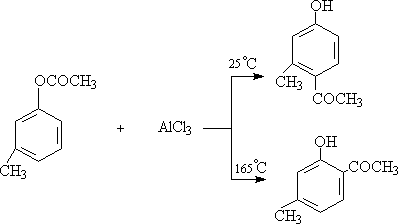 OH
25°C
CH3
COCH3
OCOCH3
+
AlCl3
CH3
165°C
OH
COCH3
CH3